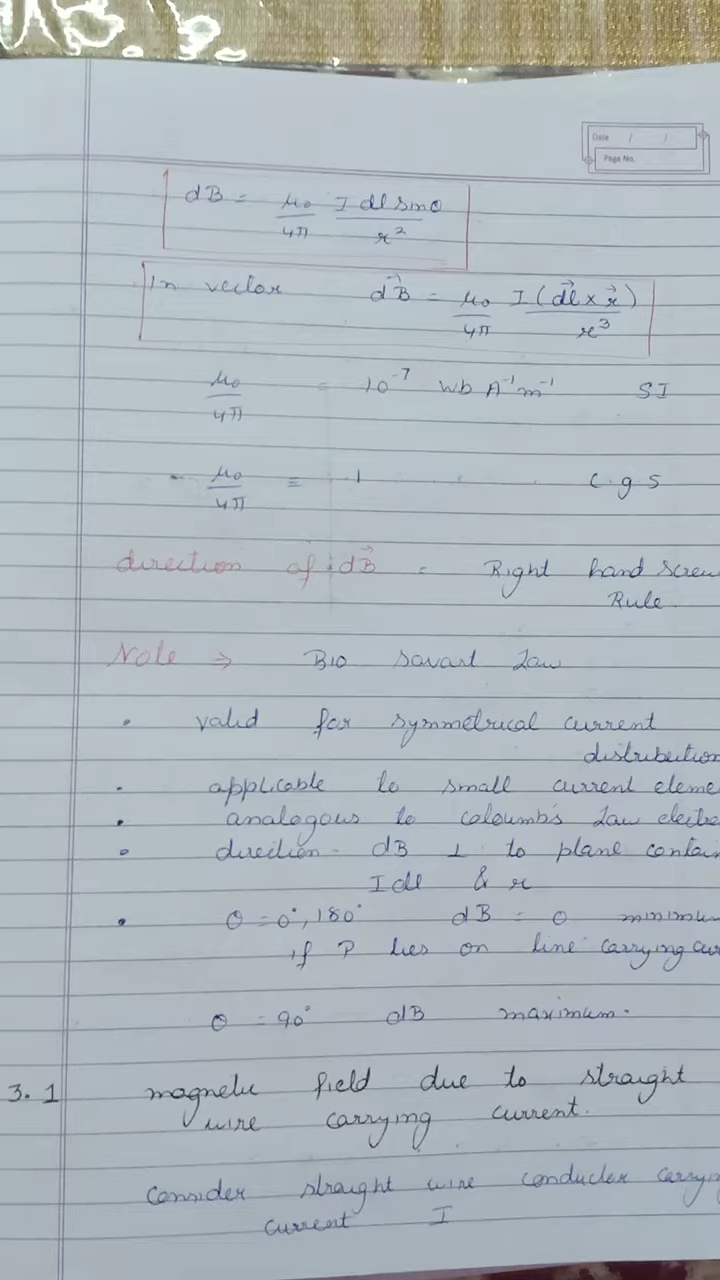 Date / /
Page No.
dB = μ₀/4π I dl sinθ/r²
In vector dB⃗ = μ₀/4π I(dl⃗ × r⃗)/r³
μ₀/4π = 10⁻⁷ Wb A⁻¹m⁻¹ SI
μ₀/4π = 1 C.g.S
direction of dB⃗ = Right hand screw
Rule
Note ⇒ Bio savart Law
• valid for symmetrical current
distribution
• applicable to small current eleme
• analogous to coloumb's Law electro
• direction - dB ⊥ to plane contain
Idl & r
• θ = 0°, 180° dB = 0 minimu
if P lies on line carrying cur
θ = 90° dB maximum.
3.1 magnetic field due to straight
wire carrying current.
Consider straight wire conductor carryin
current I